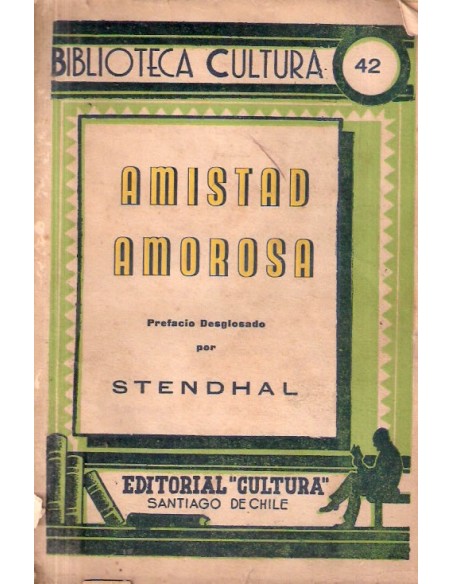 BIBLIOTECA CULTURA 42
AMISTAD
AMOROSA
Prefacio Desglosado
por
STENDHAL
EDITORIAL "CULTURA"
SANTIAGO DE CHILE